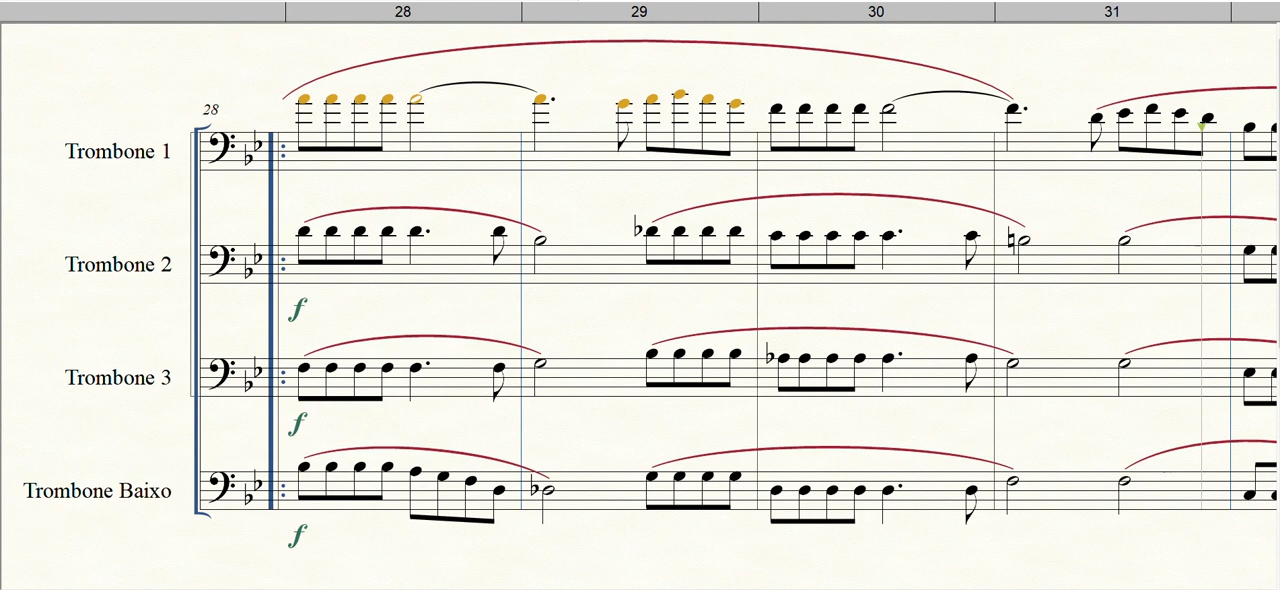 28 29 30 31
28
Trombone 1
Trombone 2
f
Trombone 3
f
Trombone Baixo
f